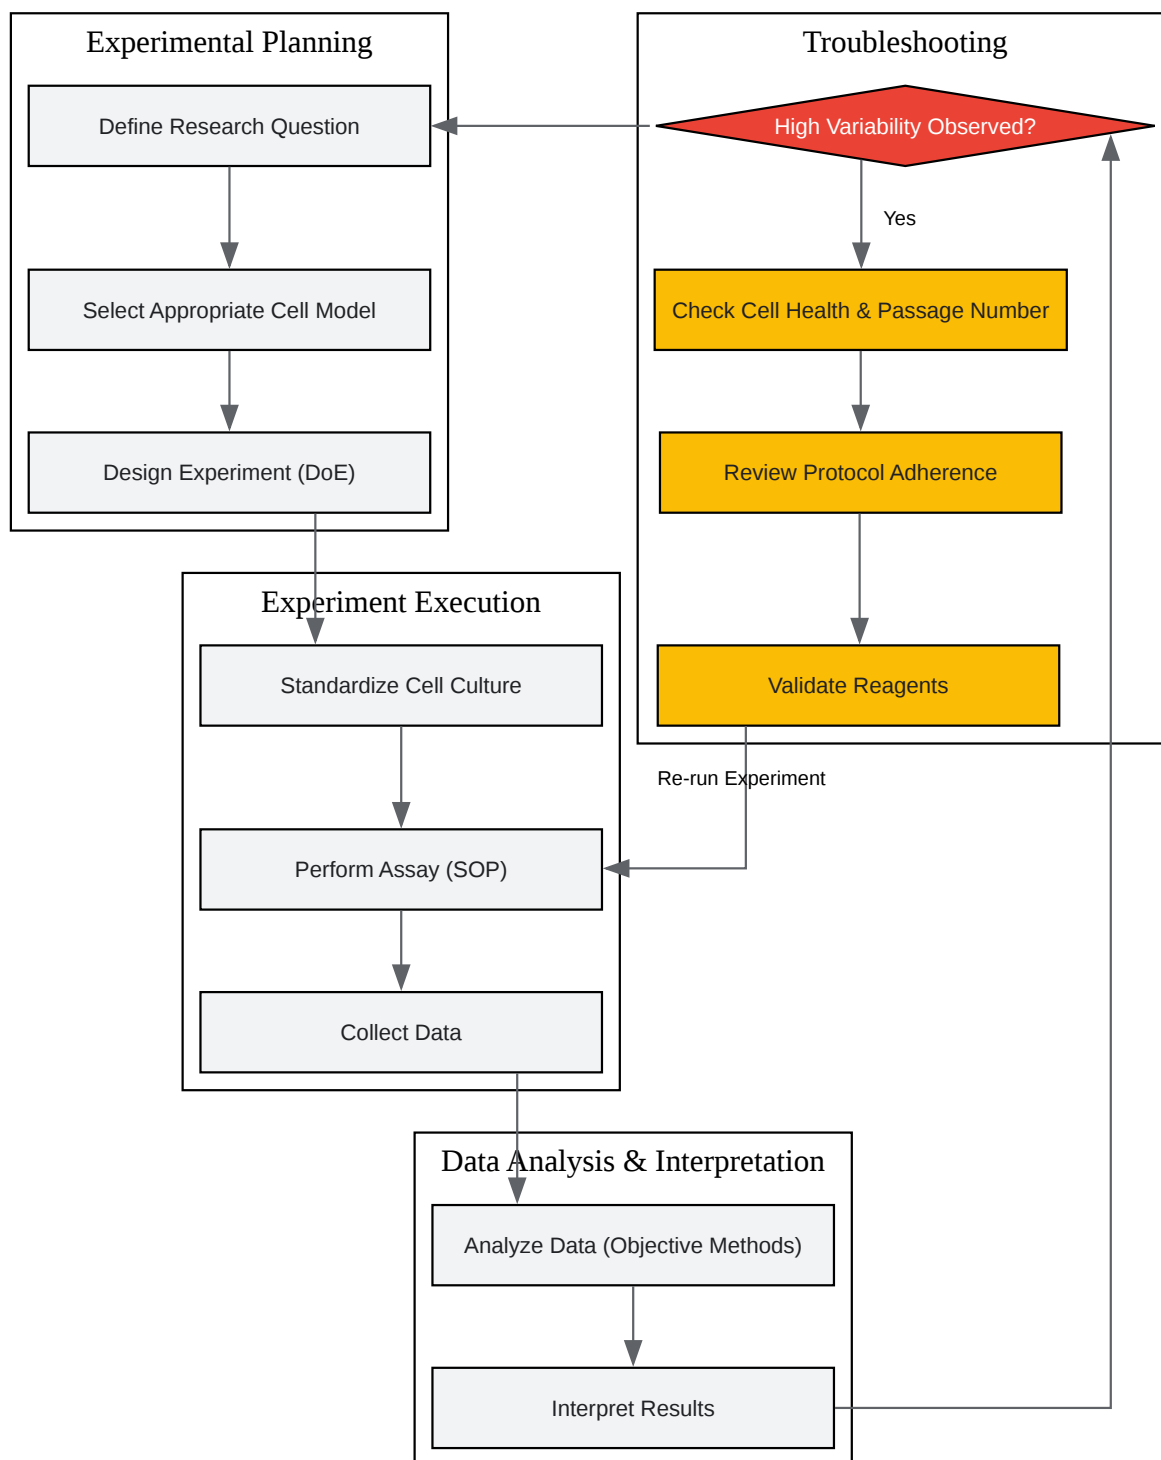 Experimental Planning
Define Research Question
Select Appropriate Cell Model
Design Experiment (DoE)
Troubleshooting
High Variability Observed?
Yes
Check Cell Health & Passage Number
Review Protocol Adherence
Validate Reagents
Re-run Experiment
Experiment Execution
Standardize Cell Culture
Perform Assay (SOP)
Collect Data
Data Analysis & Interpretation
Analyze Data (Objective Methods)
Interpret Results